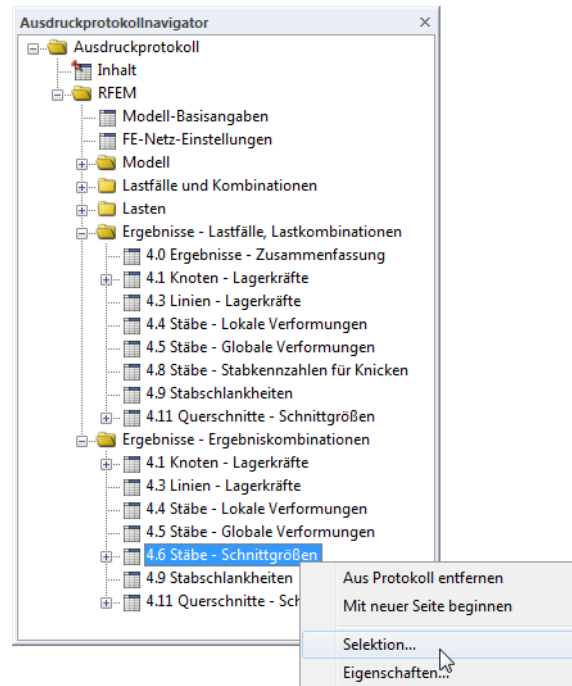 Ausdruckprotokollnavigator
Ausdruckprotokoll
Inhalt
RFEM
Modell-Basisangaben
FE-Netz-Einstellungen
Modell
Lastfälle und Kombinationen
Lasten
Ergebnisse - Lastfälle, Lastkombinationen
4.0 Ergebnisse - Zusammenfassung
4.1 Knoten - Lagerkräfte
4.3 Linien - Lagerkräfte
4.4 Stäbe - Lokale Verformungen
4.5 Stäbe - Globale Verformungen
4.8 Stäbe - Stabkennzahlen für Knicken
4.9 Stabschlankheiten
4.11 Querschnitte - Schnittgrößen
Ergebnisse - Ergebniskombinationen
4.1 Knoten - Lagerkräfte
4.3 Linien - Lagerkräfte
4.4 Stäbe - Lokale Verformungen
4.5 Stäbe - Globale Verformungen
4.6 Stäbe - Schnittgrößen
4.9 Stabschlankheiten
4.11 Querschnitte - Sch
Aus Protokoll entfernen
Mit neuer Seite beginnen
Selektion...
Eigenschaften...